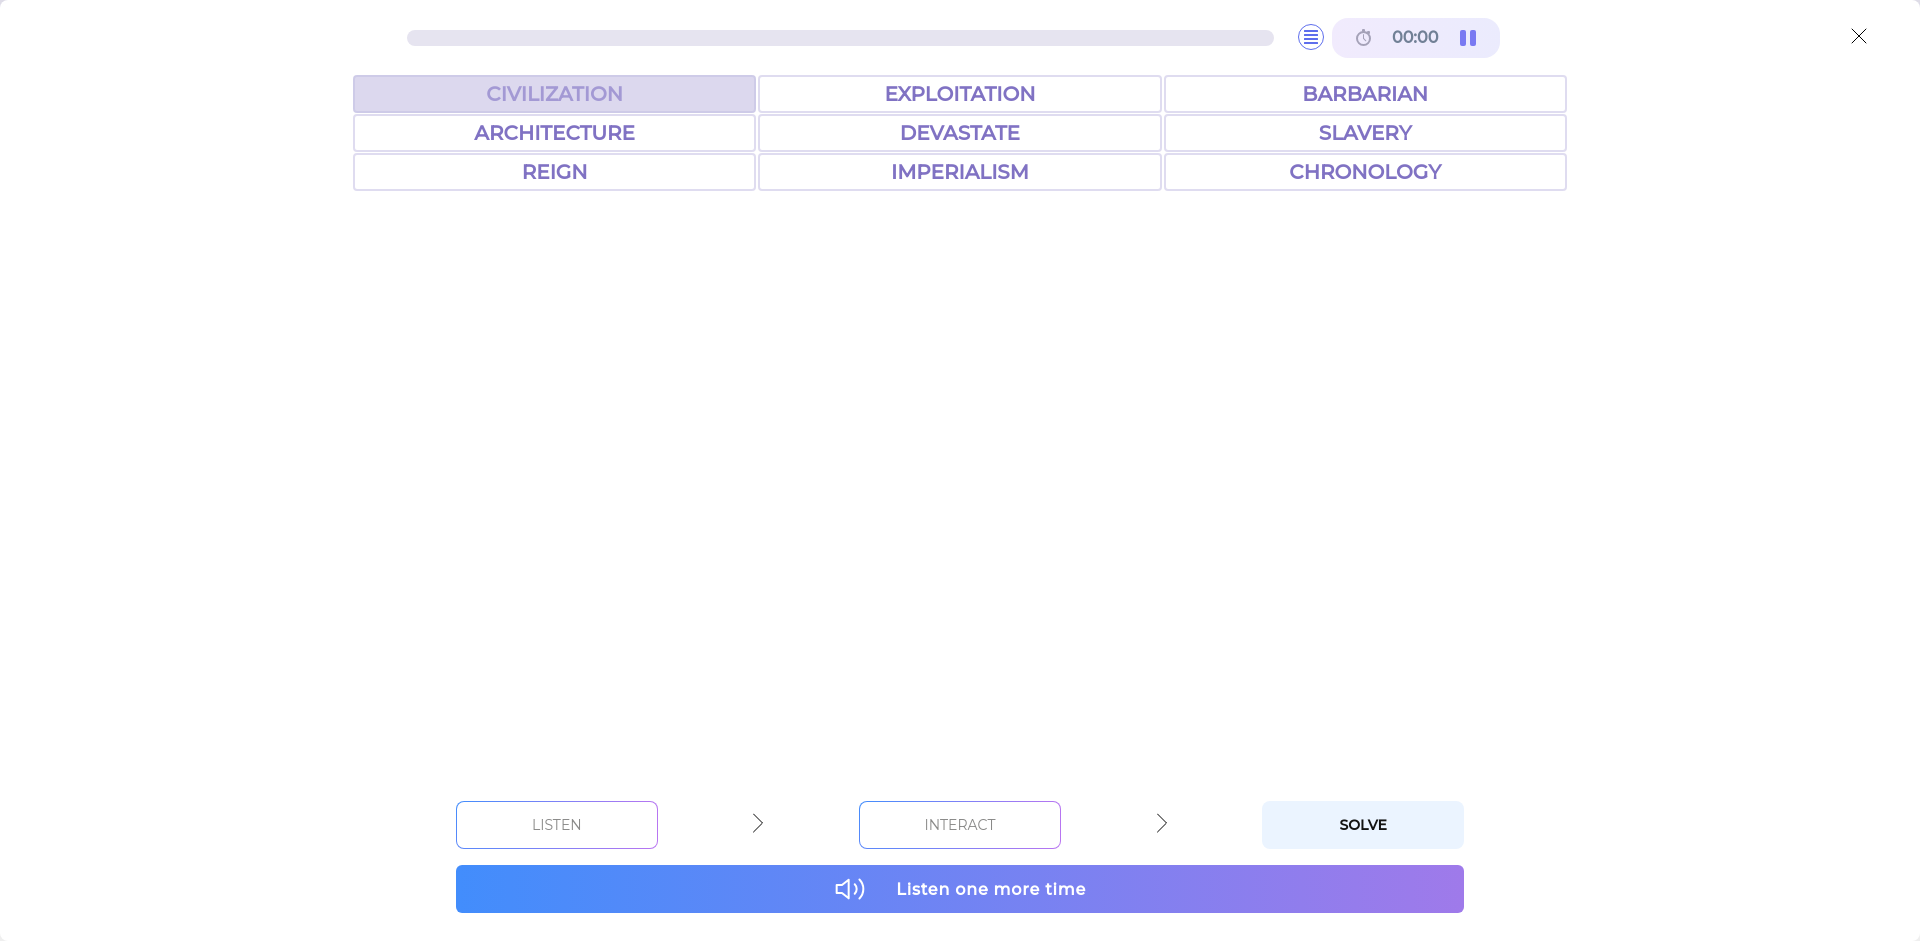 00:00
CIVILIZATION EXPLOITATION BARBARIAN
ARCHITECTURE DEVASTATE SLAVERY
REIGN IMPERIALISM CHRONOLOGY
LISTEN INTERACT SOLVE
Listen one more time